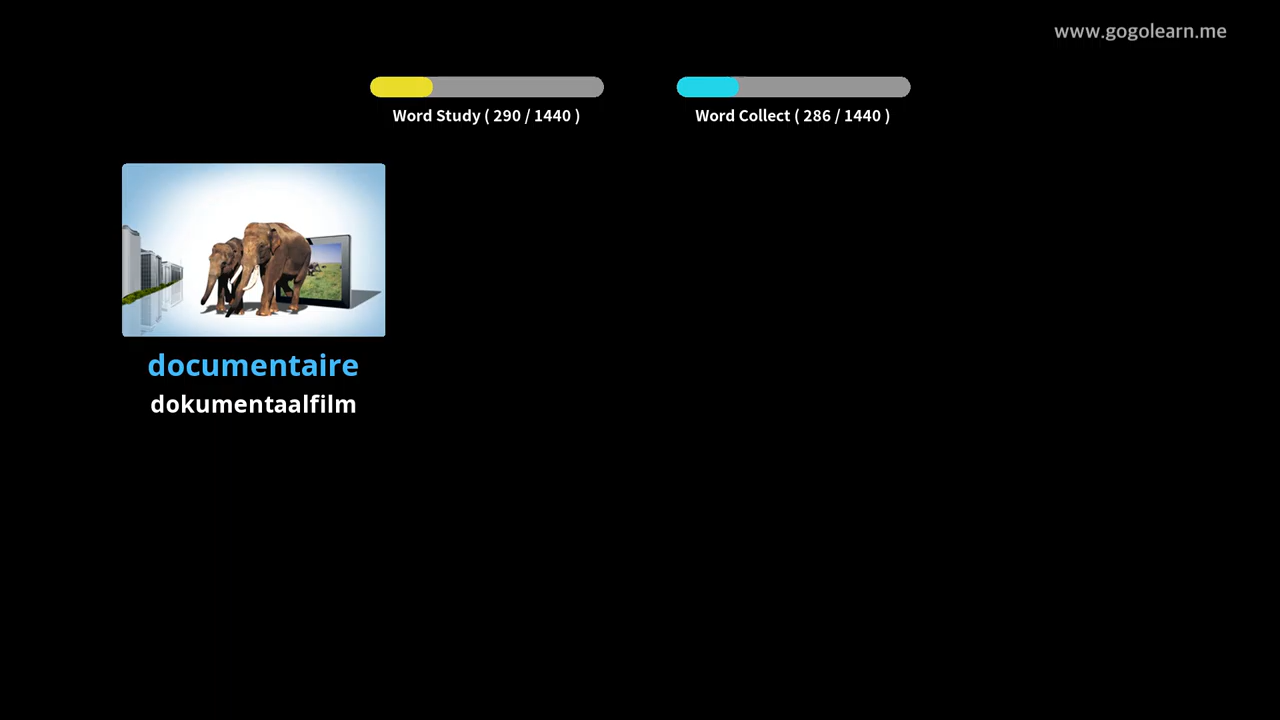 www.gogolearn.me
Word Study ( 290 / 1440 )
Word Collect ( 286 / 1440 )
documentaire
dokumentaalfilm